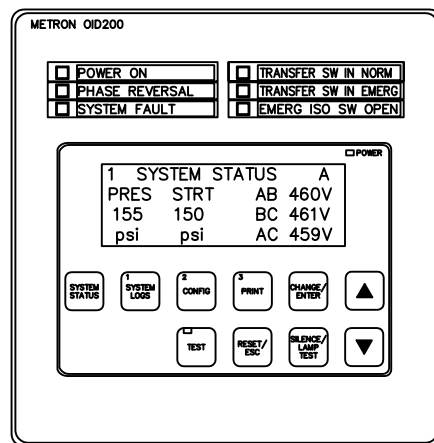 METRON OID200
POWER ON
TRANSFER SW IN NORM
PHASE REVERSAL
TRANSFER SW IN EMERG
SYSTEM FAULT
EMERG ISO SW OPEN
POWER
1 SYSTEM STATUS A
PRES STRT AB 460V
155 150 BC 461V
psi psi AC 459V
SYSTEM
STATUS
1
SYSTEM
LOGS
2
CONFIG
3
PRINT
CHANGE/
ENTER
TEST
RESET/
ESC
SILENCE/
LAMP
TEST